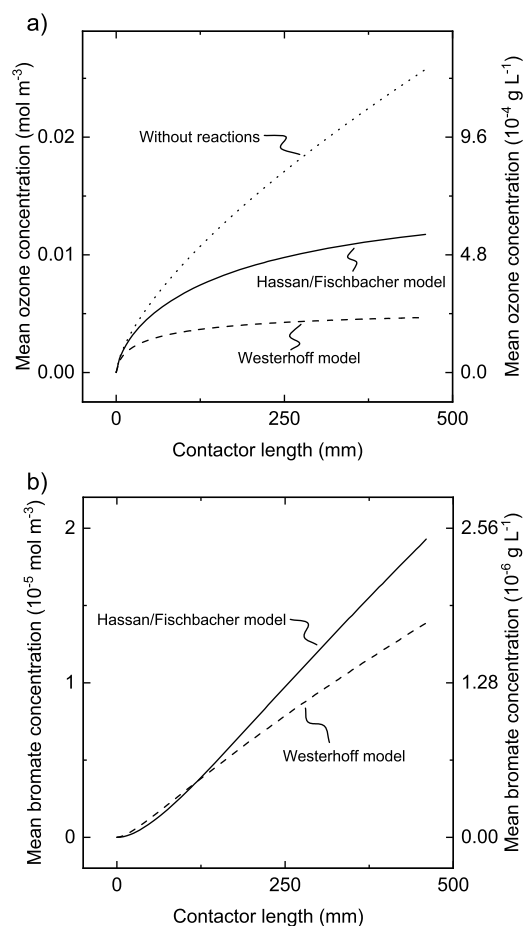 a)
Mean ozone concentration (mol m⁻³)
0.02
0.01
0.00
Without reactions
Hassan/Fischbacher model
Westerhoff model
9.6
4.8
0.0
Mean ozone concentration (10⁻⁴ g L⁻¹)
0 250 500
Contactor length (mm)
b)
Mean bromate concentration (10⁻⁵ mol m⁻³)
2
1
0
Hassan/Fischbacher model
Westerhoff model
2.56
1.28
0.00
Mean bromate concentration (10⁻⁶ g L⁻¹)
0 250 500
Contactor length (mm)